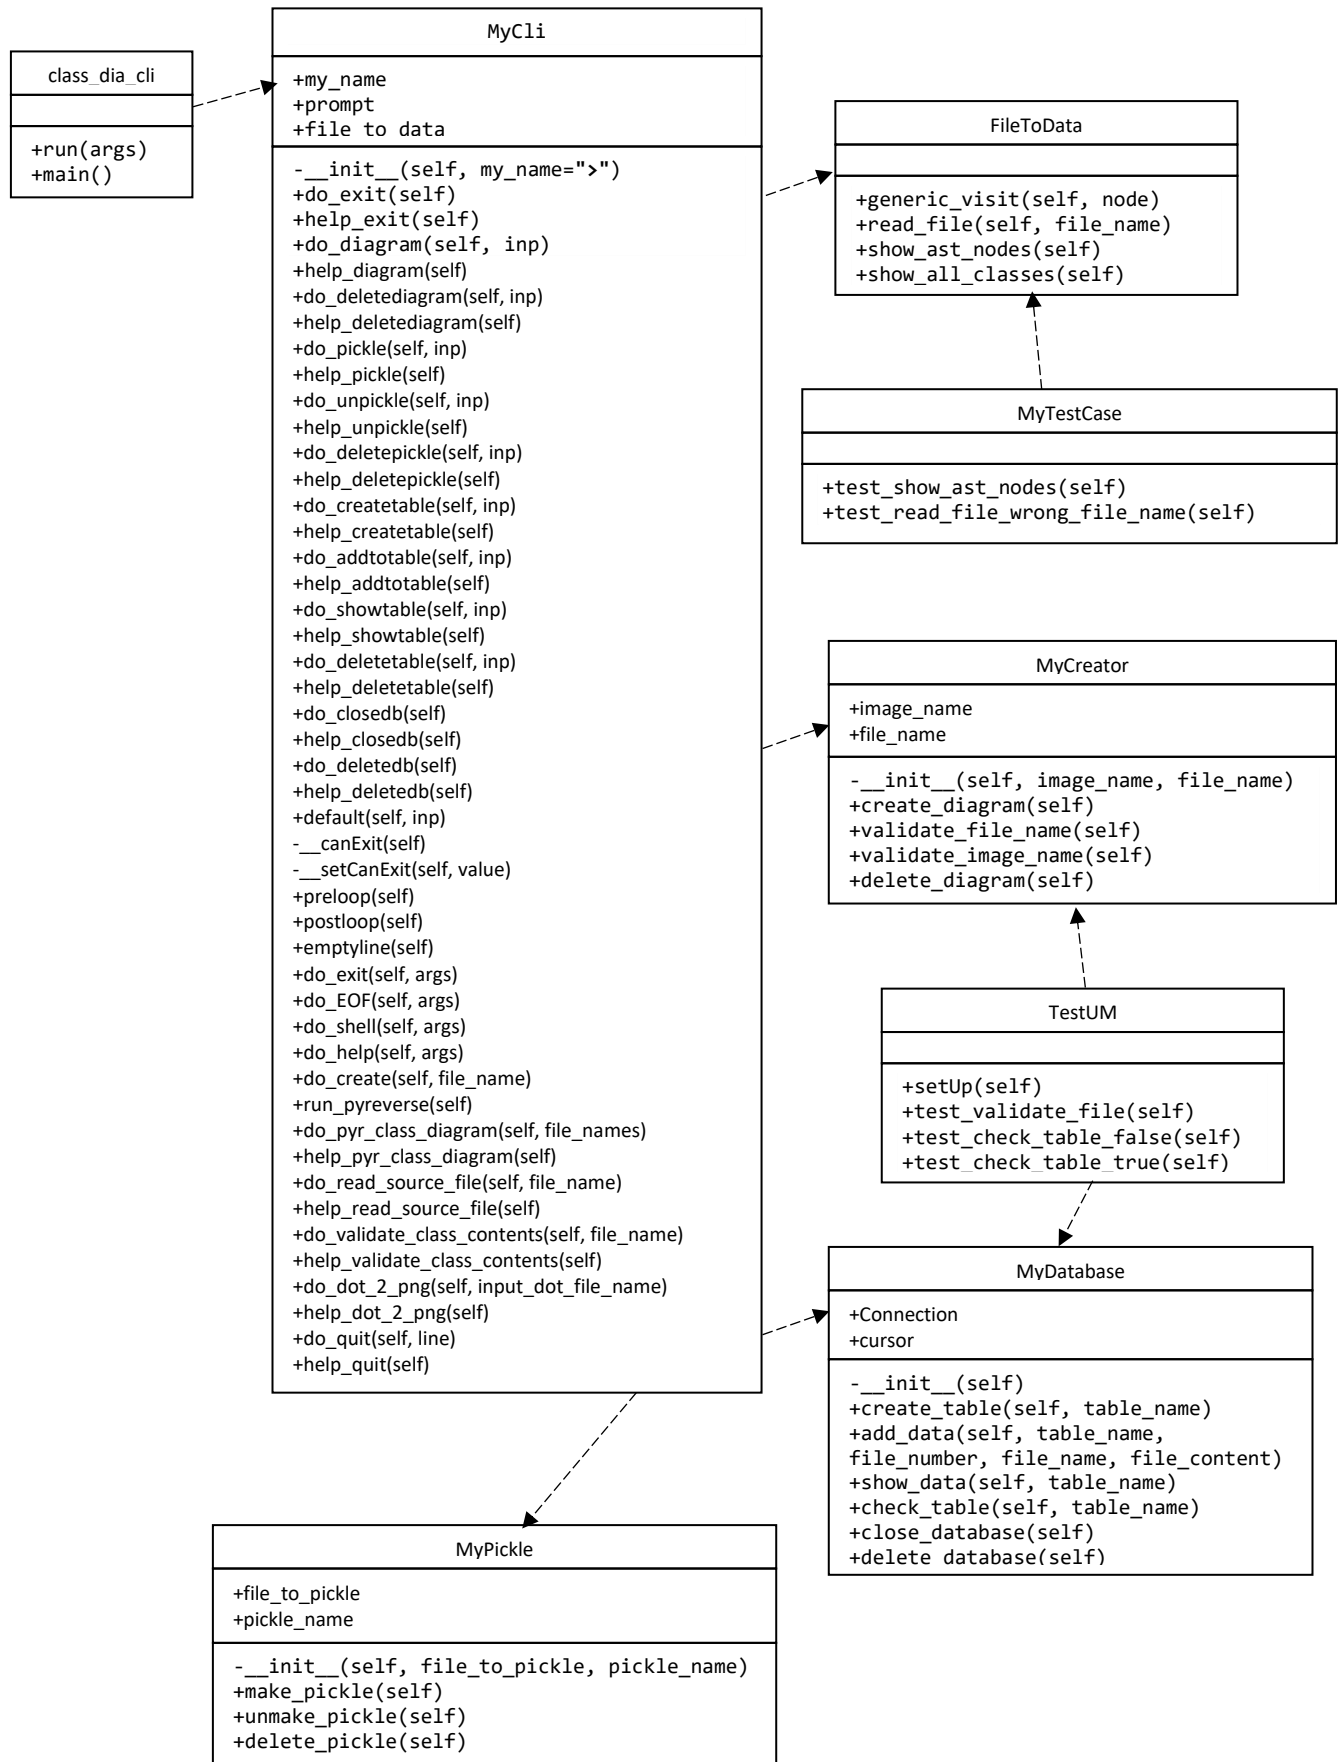 class_dia_cli
+run(args)
+main()
MyCli
+my_name
+prompt
+file to data
-__init__(self, my_name=">")
+do_exit(self)
+help_exit(self)
+do_diagram(self, inp)
+help_diagram(self)
+do_deletediagram(self, inp)
+help_deletediagram(self)
+do_pickle(self, inp)
+help_pickle(self)
+do_unpickle(self, inp)
+help_unpickle(self)
+do_deletepickle(self, inp)
+help_deletepickle(self)
+do_createtable(self, inp)
+help_createtable(self)
+do_addtotable(self, inp)
+help_addtotable(self)
+do_showtable(self, inp)
+help_showtable(self)
+do_deletetable(self, inp)
+help_deletetable(self)
+do_closedb(self)
+help_closedb(self)
+do_deletedb(self)
+help_deletedb(self)
+default(self, inp)
-__canExit(self)
-__setCanExit(self, value)
+preloop(self)
+postloop(self)
+emptyline(self)
+do_exit(self, args)
+do_EOF(self, args)
+do_shell(self, args)
+do_help(self, args)
+do_create(self, file_name)
+run_pyreverse(self)
+do_pyr_class_diagram(self, file_names)
+help_pyr_class_diagram(self)
+do_read_source_file(self, file_name)
+help_read_source_file(self)
+do_validate_class_contents(self, file_name)
+help_validate_class_contents(self)
+do_dot_2_png(self, input_dot_file_name)
+help_dot_2_png(self)
+do_quit(self, line)
+help_quit(self)
FileToData
+generic_visit(self, node)
+read_file(self, file_name)
+show_ast_nodes(self)
+show_all_classes(self)
MyTestCase
+test_show_ast_nodes(self)
+test_read_file_wrong_file_name(self)
MyCreator
+image_name
+file_name
-__init__(self, image_name, file_name)
+create_diagram(self)
+validate_file_name(self)
+validate_image_name(self)
+delete_diagram(self)
TestUM
+setUp(self)
+test_validate_file(self)
+test_check_table_false(self)
+test_check_table_true(self)
MyDatabase
+Connection
+cursor
-__init__(self)
+create_table(self, table_name)
+add_data(self, table_name,
file_number, file_name, file_content)
+show_data(self, table_name)
+check_table(self, table_name)
+close_database(self)
+delete database(self)
MyPickle
+file_to_pickle
+pickle_name
-__init__(self, file_to_pickle, pickle_name)
+make_pickle(self)
+unmake_pickle(self)
+delete_pickle(self)